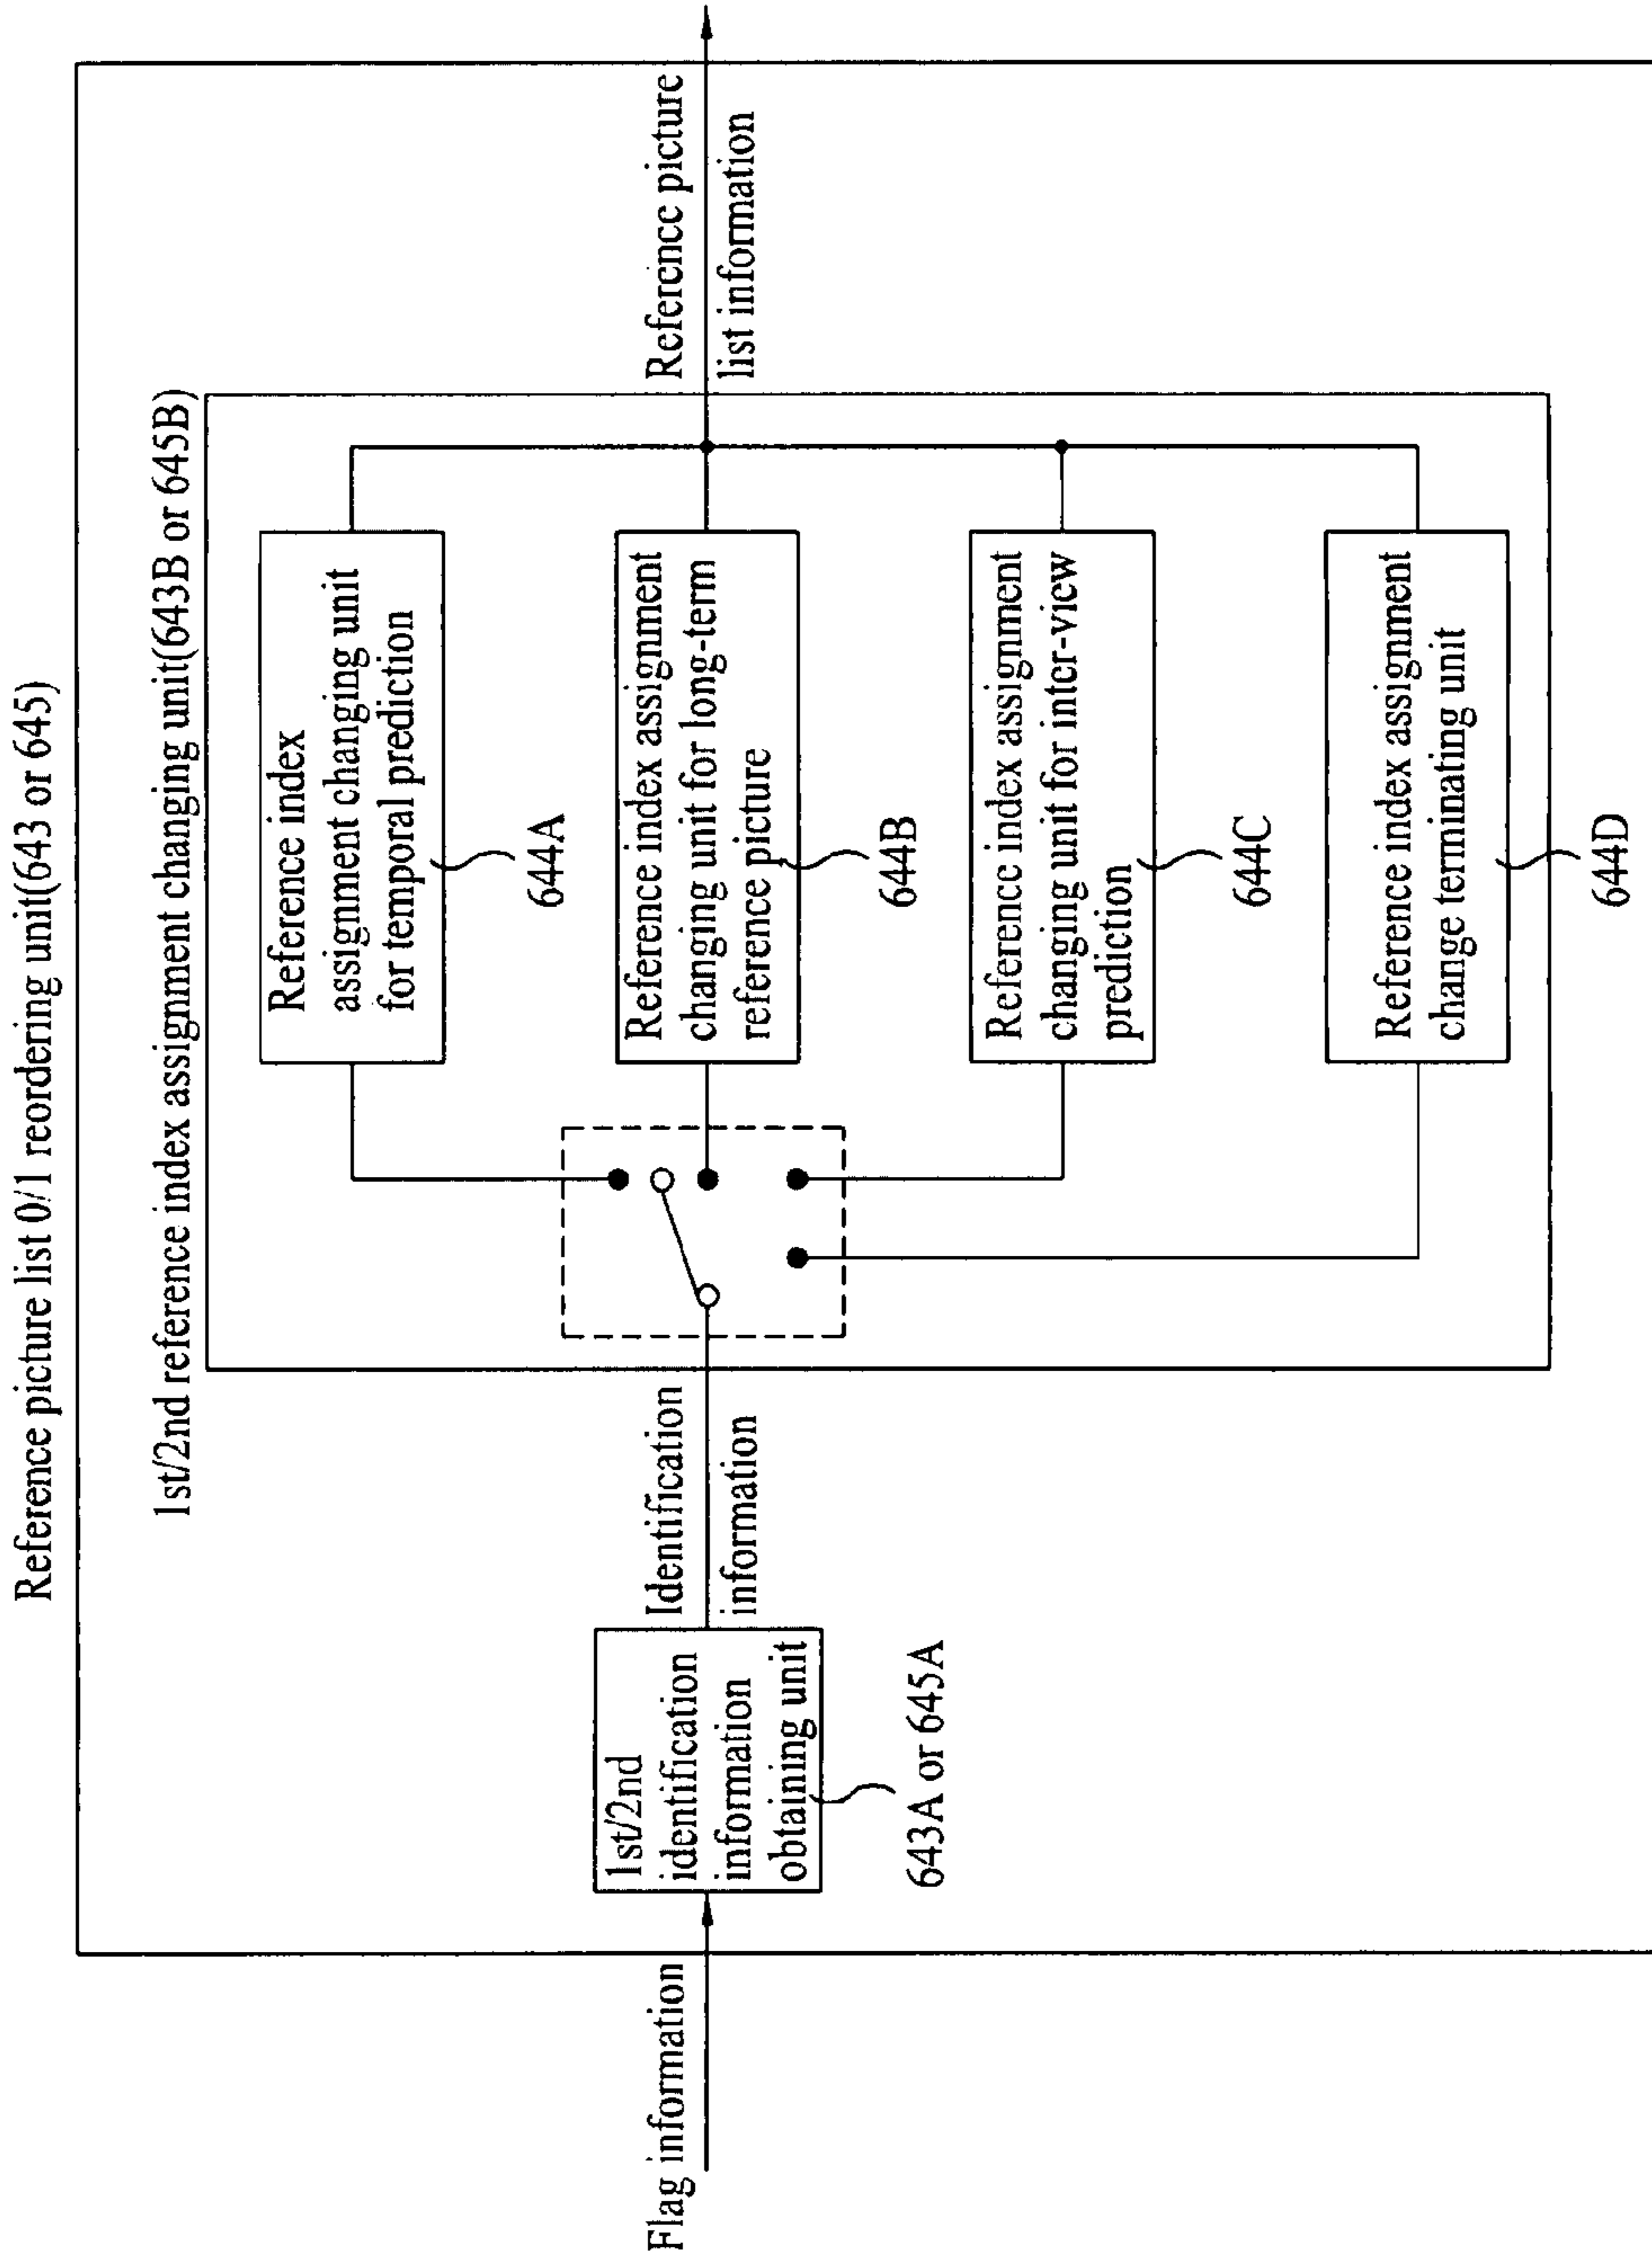 Reference picture list 0/1 reordering unit(643 or 645)
1st/2nd reference index assignment changing unit(643B or 645B)
Flag information
1st/2nd
identification
information
obtaining unit
643A or 645A
Identification
information
Reference index
assignment changing unit
for temporal prediction
644A
Reference index assignment
changing unit for long-term
reference picture
644B
Reference index assignment
changing unit for inter-view
prediction
644C
Reference index assignment
change terminating unit
644D
Reference picture
list information